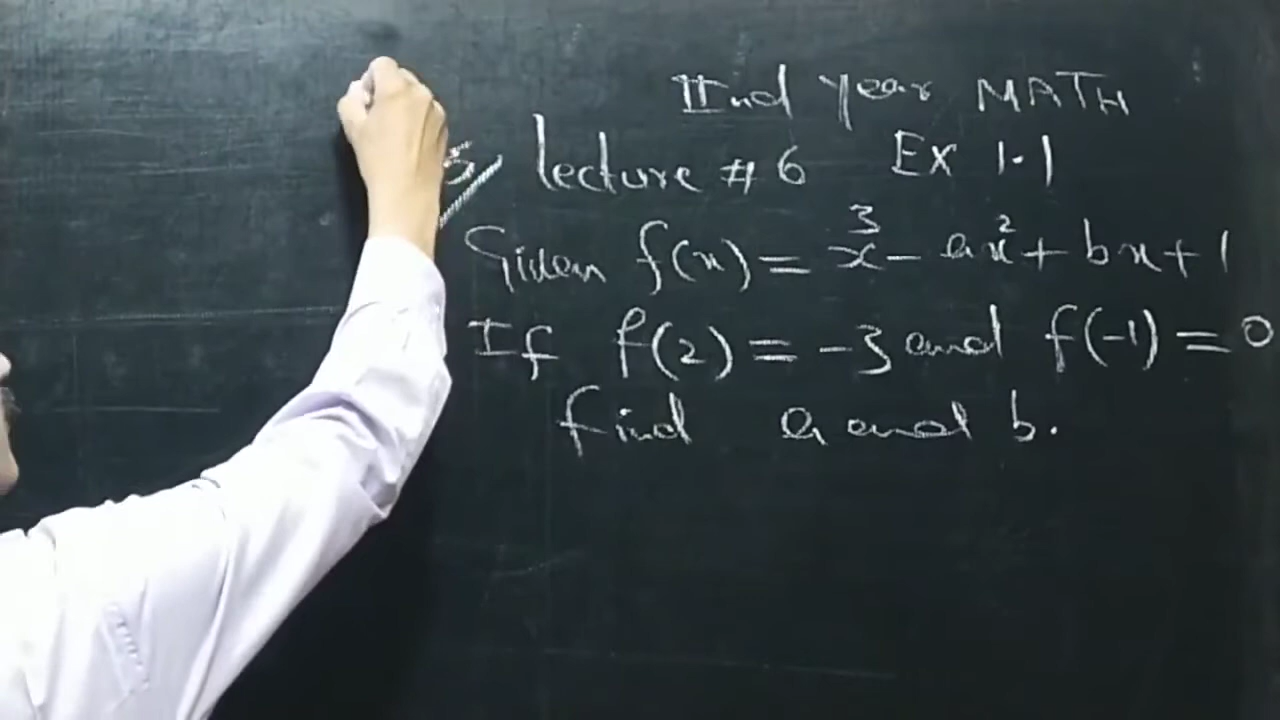 IInd Year MATH
5 lecture # 6 Ex 1.1
Given f(x) = x³ - ax² + bx + 1
If f(2) = -3 and f(-1) = 0
find a and b.